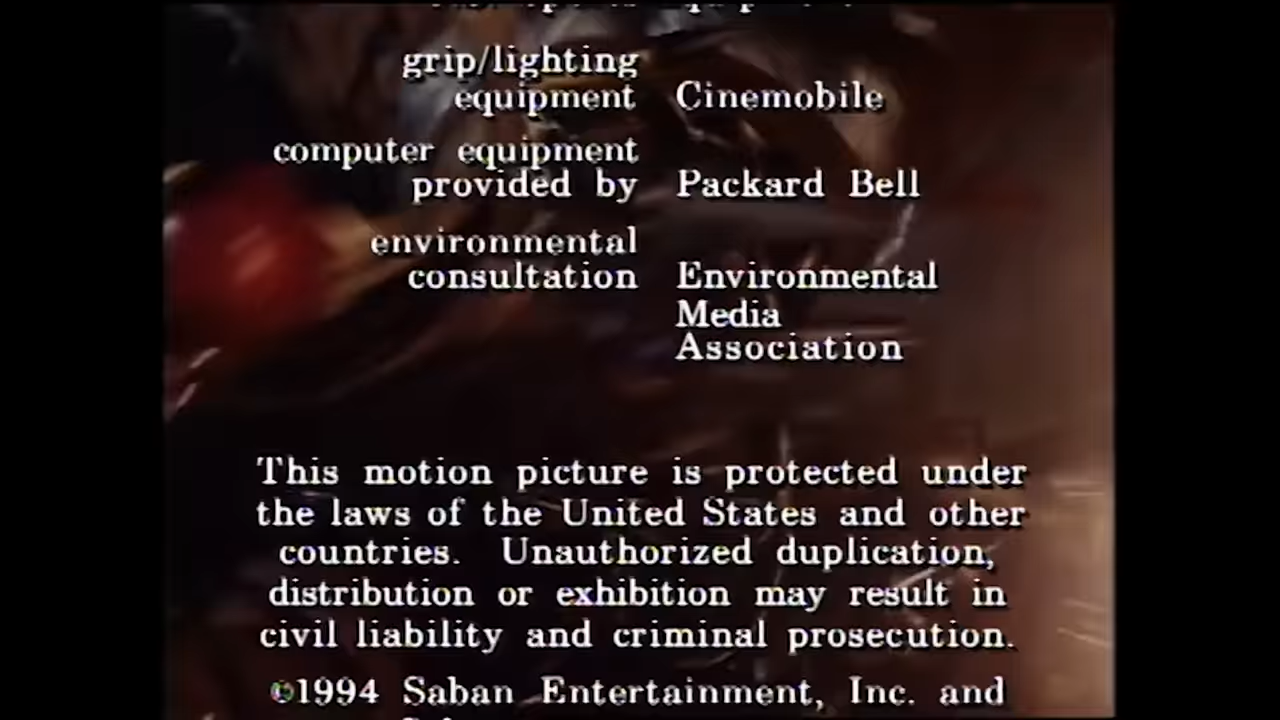 grip/lighting
equipment Cinemobile
computer equipment
provided by Packard Bell
environmental
consultation Environmental
Media
Association
This motion picture is protected under
the laws of the United States and other
countries. Unauthorized duplication,
distribution or exhibition may result in
civil liability and criminal prosecution.
©1994 Saban Entertainment, Inc. and